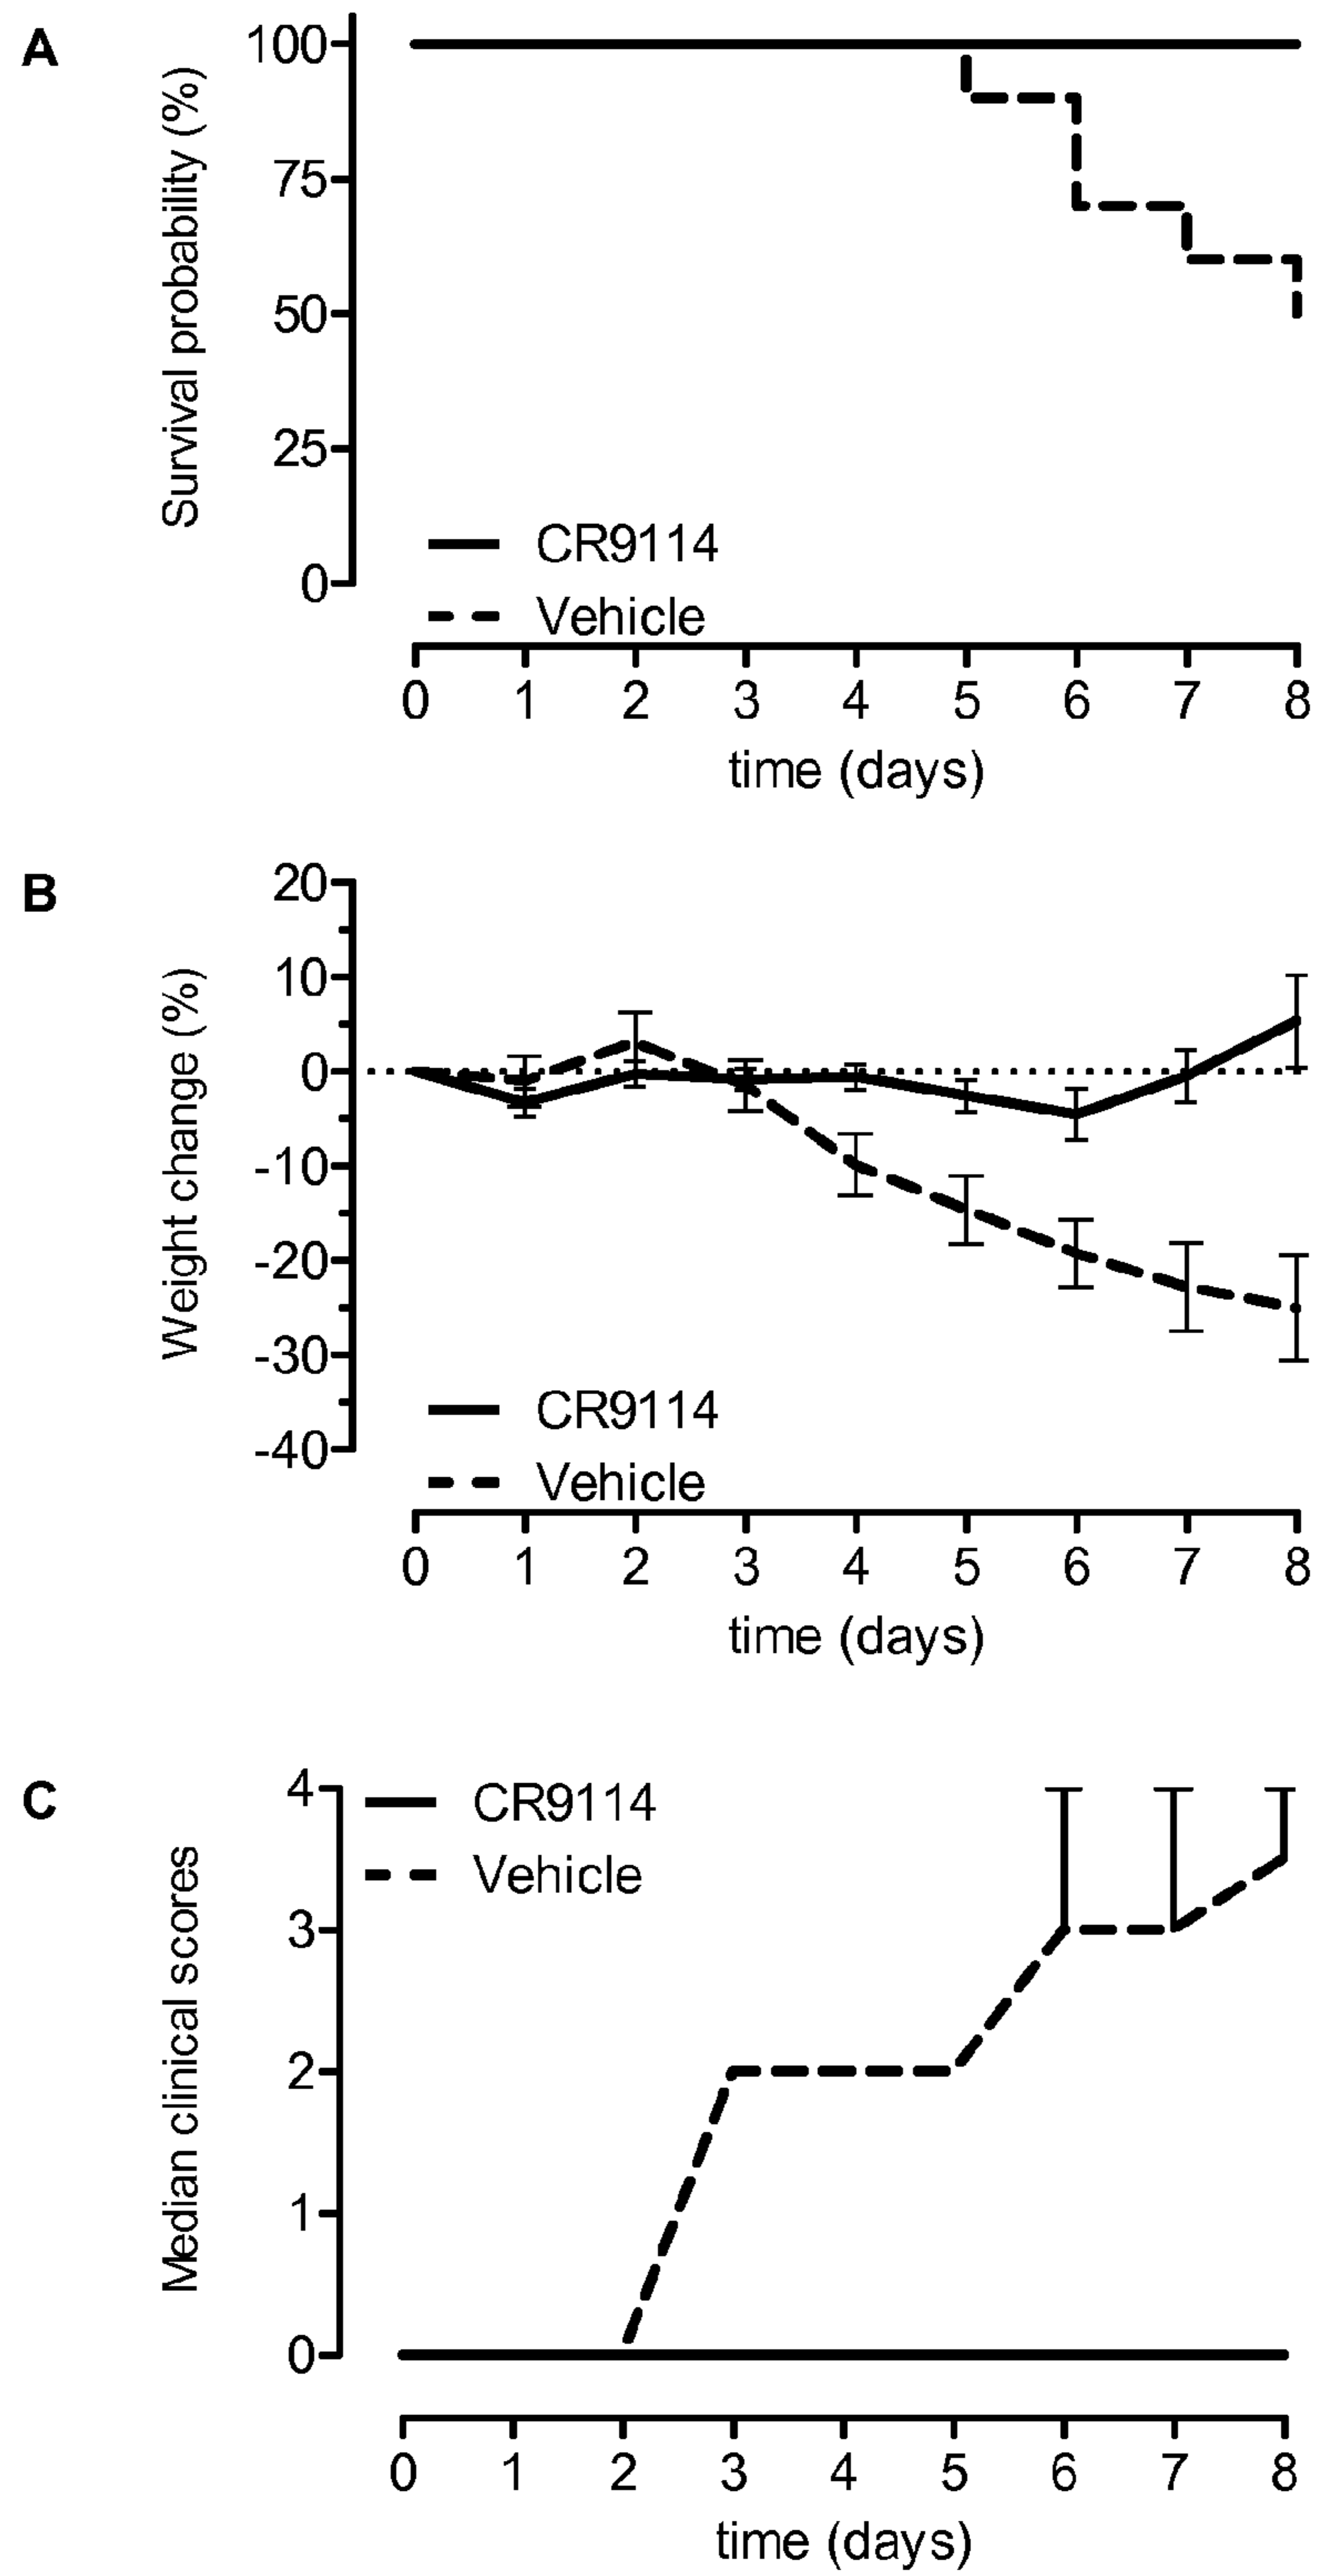 A
Survival probability (%)
100
75
50
25
0
CR9114
Vehicle
0 1 2 3 4 5 6 7 8
time (days)
B
Weight change (%)
20
10
0
-10
-20
-30
-40
CR9114
Vehicle
0 1 2 3 4 5 6 7 8
time (days)
C
Median clinical scores
4
3
2
1
0
CR9114
Vehicle
0 1 2 3 4 5 6 7 8
time (days)